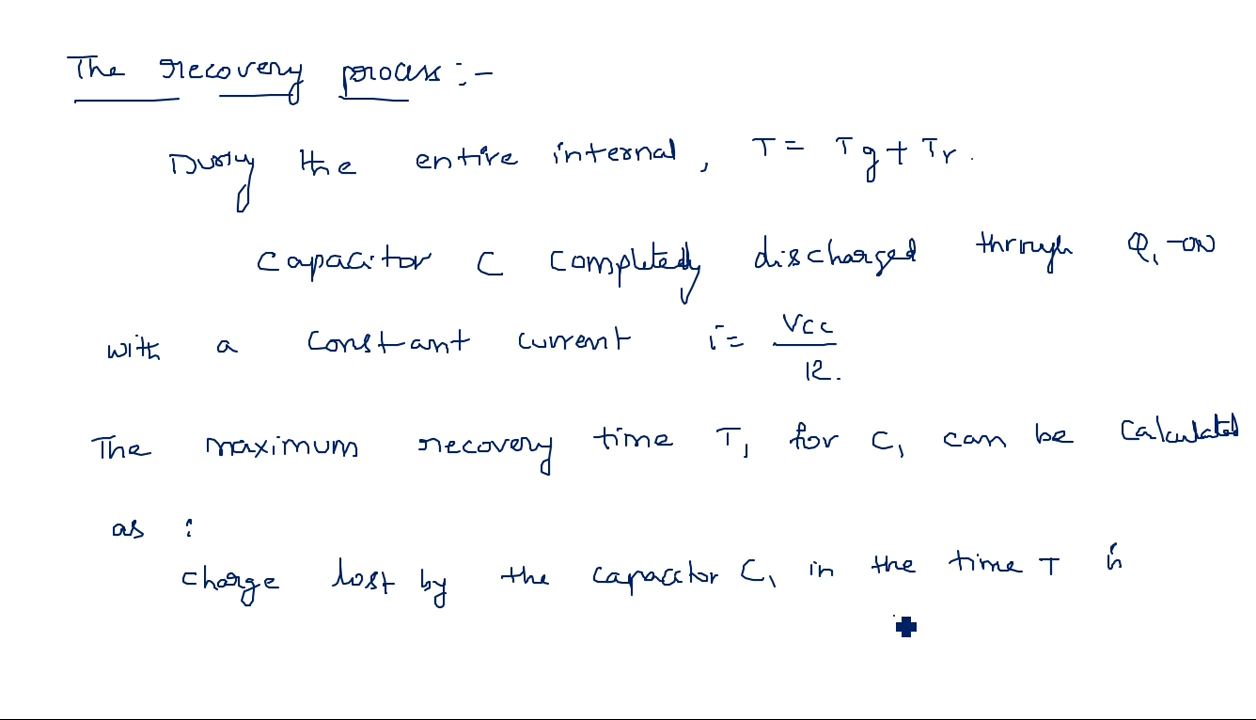 The recovery process :-
During the entire internal, T = Tg + Tr.
Capacitor C completely discharged through Q1 -ON
with a constant current i = Vcc / R.
The maximum recovery time T1 for C1 can be calculated
as :
charge lost by the capacitor C1 in the time T is